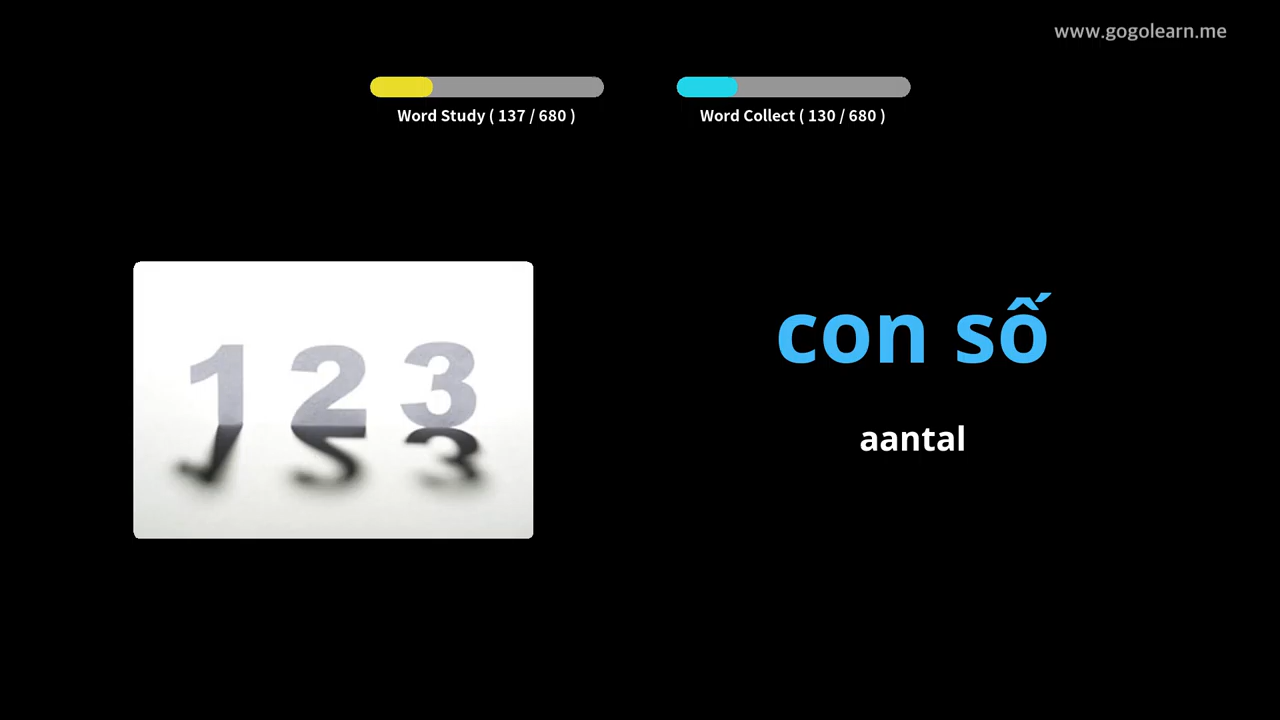 www.gogolearn.me
Word Study ( 137 / 680 )
Word Collect ( 130 / 680 )
1 2 3
con số
aantal